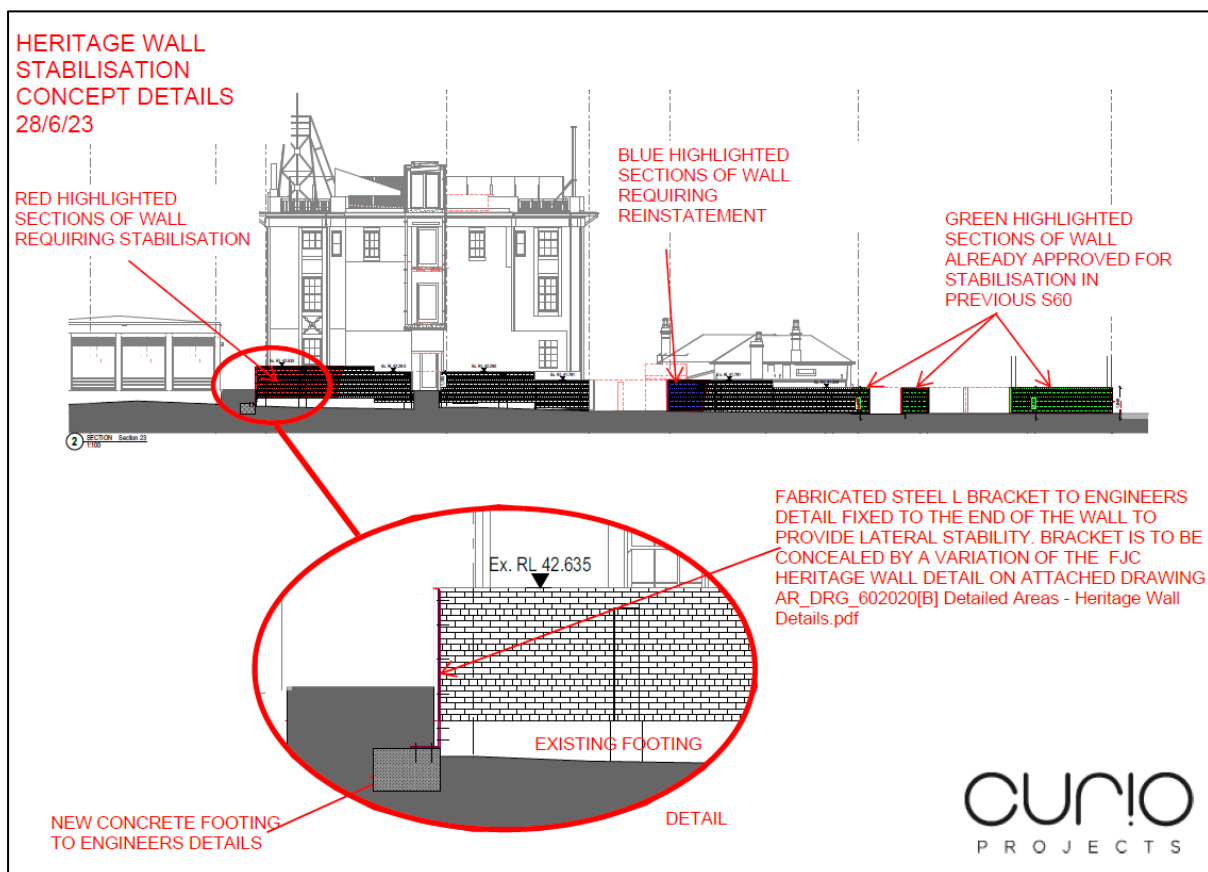 HERITAGE WALL
STABILISATION
CONCEPT DETAILS
28/6/23
RED HIGHLIGHTED
SECTIONS OF WALL
REQUIRING STABILISATION
BLUE HIGHLIGHTED
SECTIONS OF WALL
REQUIRING
REINSTATEMENT
GREEN HIGHLIGHTED
SECTIONS OF WALL
ALREADY APPROVED FOR
STABILISATION IN
PREVIOUS S60
2
SECTION Section 23
1:100
FABRICATED STEEL L BRACKET TO ENGINEERS
DETAIL FIXED TO THE END OF THE WALL TO
PROVIDE LATERAL STABILITY. BRACKET IS TO BE
CONCEALED BY A VARIATION OF THE FJC
HERITAGE WALL DETAIL ON ATTACHED DRAWING
AR_DRG_602020[B] Detailed Areas - Heritage Wall
Details.pdf
Ex. RL 42.635
EXISTING FOOTING
DETAIL
NEW CONCRETE FOOTING
TO ENGINEERS DETAILS
CURIO
PROJECTS